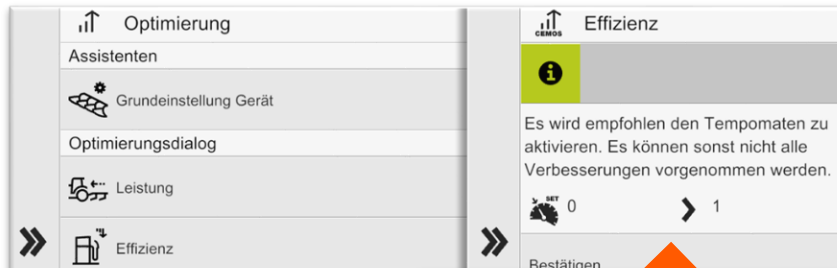 Optimierung
Assistenten
Grundeinstellung Gerät
Optimierungsdialog
Leistung
Effizienz
CEMOS
Effizienz
Es wird empfohlen den Tempomaten zu
aktivieren. Es können sonst nicht alle
Verbesserungen vorgenommen werden.
SET 0 1
Bestätigen